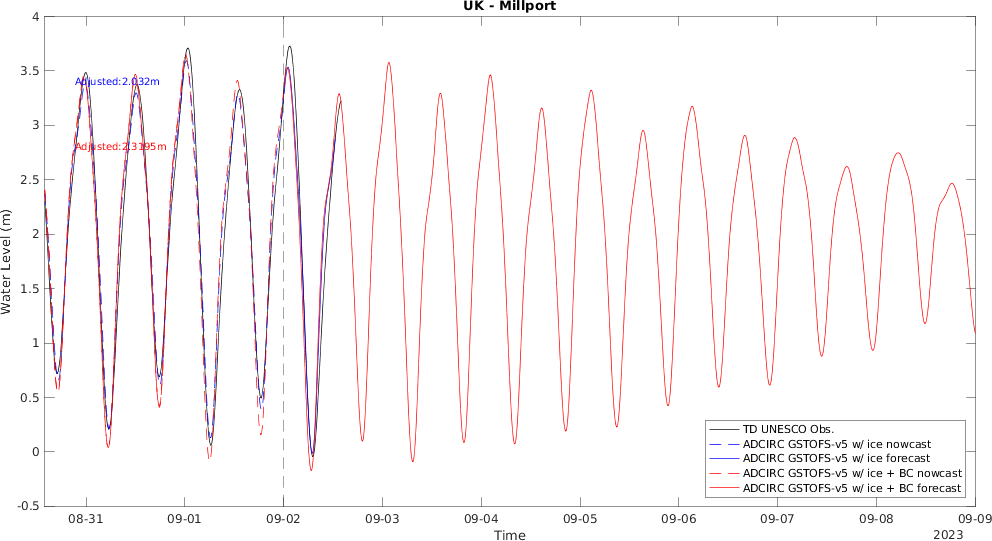 UK - Millport
4
3.5
3
2.5
2
1.5
1
0.5
0
-0.5
Water Level (m)
Adjusted:2.032m
Adjusted:2.3195m
TD UNESCO Obs.
ADCIRC GSTOFS-v5 w/ ice nowcast
ADCIRC GSTOFS-v5 w/ ice forecast
ADCIRC GSTOFS-v5 w/ ice + BC nowcast
ADCIRC GSTOFS-v5 w/ ice + BC forecast
08-31 09-01 09-02 09-03 09-04 09-05 09-06 09-07 09-08 09-09
Time
2023